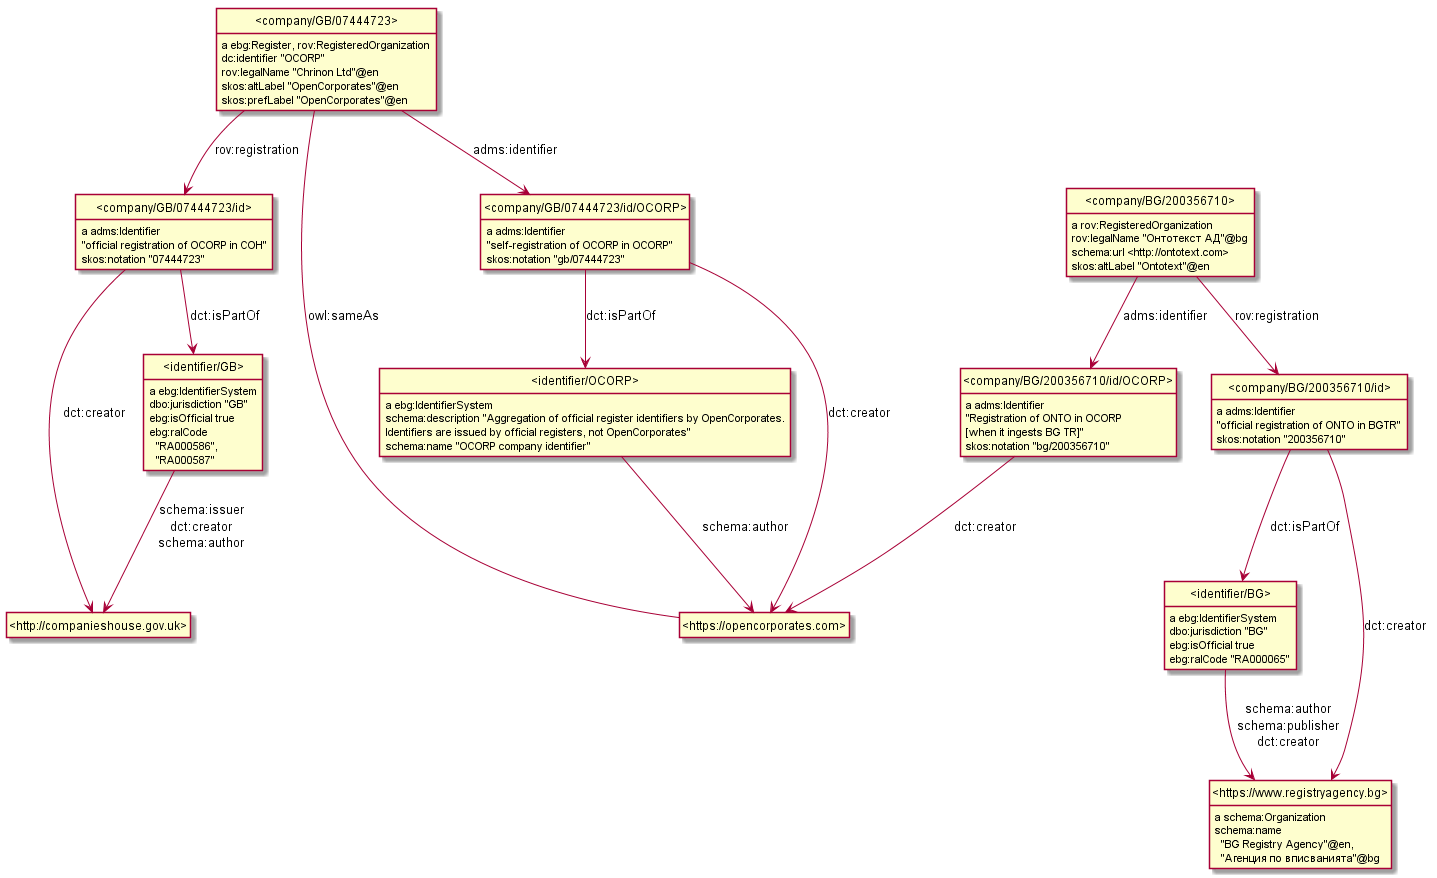 <company/GB/07444723>
a ebg:Register, rov:RegisteredOrganization
dc:identifier "OCORP"
rov:legalName "Chrinon Ltd"@en
skos:altLabel "OpenCorporates"@en
skos:prefLabel "OpenCorporates"@en
rov:registration
adms:identifier
<company/GB/07444723/id>
a adms:Identifier
"official registration of OCORP in COH"
skos:notation "07444723"
<company/GB/07444723/id/OCORP>
a adms:Identifier
"self-registration of OCORP in OCORP"
skos:notation "gb/07444723"
<company/BG/200356710>
a rov:RegisteredOrganization
rov:legalName "Онтотекст АД"@bg
schema:url <http://ontotext.com>
skos:altLabel "Ontotext"@en
dct:isPartOf
owl:sameAs
dct:isPartOf
adms:identifier
rov:registration
<identifier/GB>
a ebg:IdentifierSystem
dbo:jurisdiction "GB"
ebg:isOfficial true
ebg:ralCode
"RA000586",
"RA000587"
<identifier/OCORP>
a ebg:IdentifierSystem
schema:description "Aggregation of official register identifiers by OpenCorporates.
Identifiers are issued by official registers, not OpenCorporates"
schema:name "OCORP company identifier"
<company/BG/200356710/id/OCORP>
a adms:Identifier
"Registration of ONTO in OCORP
[when it ingests BG TR]"
skos:notation "bg/200356710"
<company/BG/200356710/id>
a adms:Identifier
"official registration of ONTO in BGTR"
skos:notation "200356710"
dct:creator
dct:creator
schema:issuer
dct:creator
schema:author
schema:author
dct:creator
dct:isPartOf
<http://companieshouse.gov.uk>
<https://opencorporates.com>
<identifier/BG>
a ebg:IdentifierSystem
dbo:jurisdiction "BG"
ebg:isOfficial true
ebg:ralCode "RA000065"
dct:creator
schema:author
schema:publisher
dct:creator
<https://www.registryagency.bg>
a schema:Organization
schema:name
"BG Registry Agency"@en,
"Агенция по вписванията"@bg